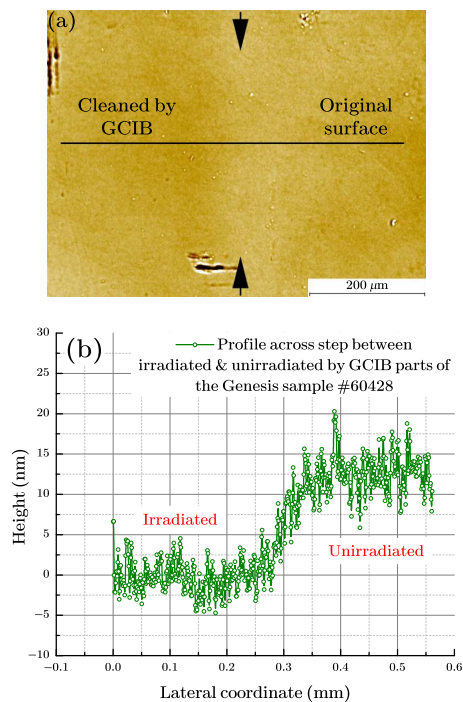 (a)
Cleaned by
GCIB
Original
surface
200 μm
(b)
Profile across step between
irradiated & unirradiated by GCIB parts of
the Genesis sample #60428
Height (nm)
30
25
20
15
10
5
0
−5
−10
Irradiated
Unirradiated
−0.1
0.0
0.1
0.2
0.3
0.4
0.5
0.6
Lateral coordinate (mm)